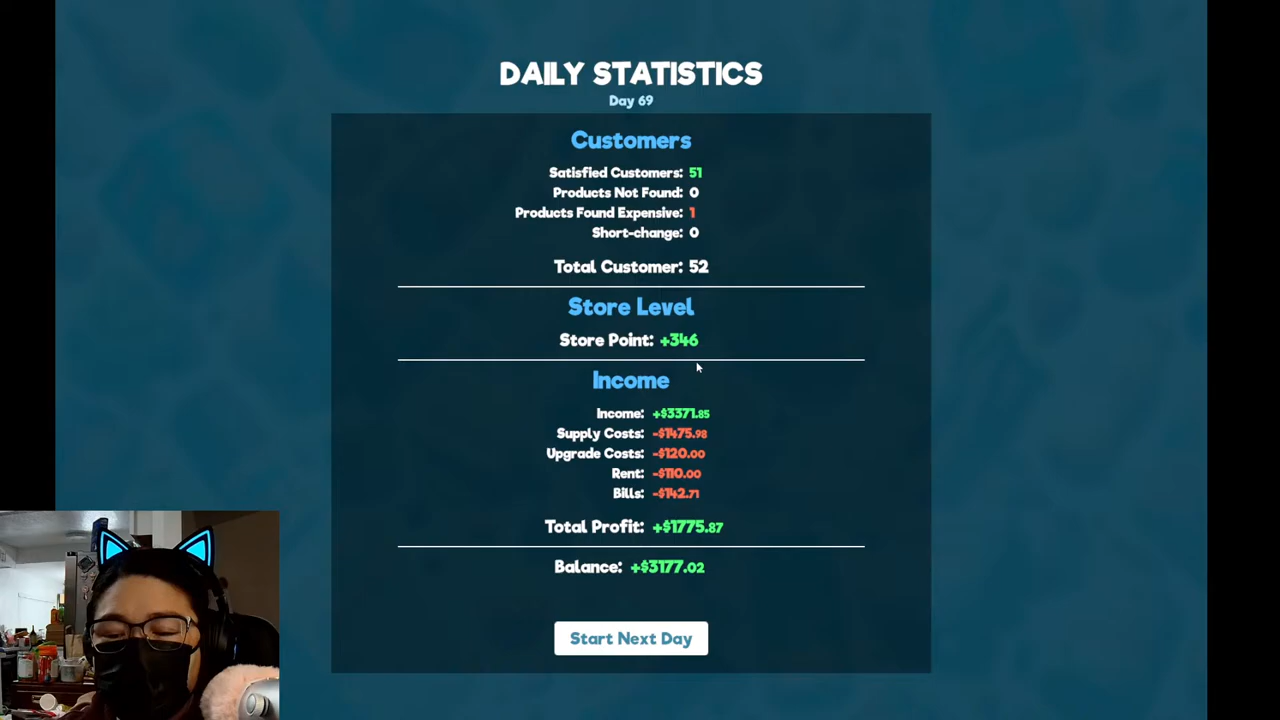 DAILY STATISTICS
Day 69
Customers
Satisfied Customers: 51
Products Not Found: 0
Products Found Expensive: 1
Short-change: 0
Total Customer: 52
Store Level
Store Point: +346
Income
Income: +$3371.85
Supply Costs: -$1475.98
Upgrade Costs: -$120.00
Rent: -$110.00
Bills: -$142.71
Total Profit: +$1775.87
Balance: +$3177.02
Start Next Day